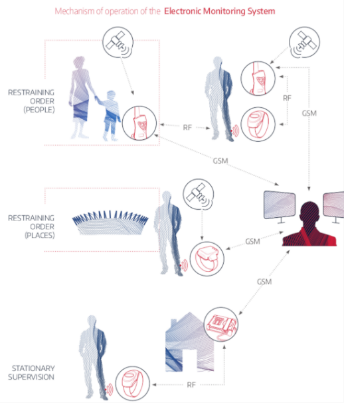 Mechanism of operation of the Electronic Monitoring System
RESTRAINING
ORDER
(PEOPLE)
RF
RF
GSM
GSM
RESTRAINING
ORDER
(PLACES)
GSM
GSM
STATIONARY
SUPERVISION
RF